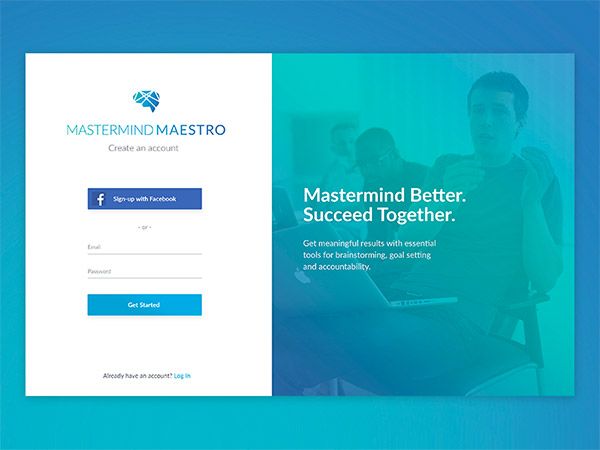 MASTERMIND MAESTRO
Create an account
f Sign-up with Facebook
- or -
Email
Password
Get Started
Already have an account? Log In
Mastermind Better.
Succeed Together.
Get meaningful results with essential
tools for brainstorming, goal setting
and accountability.